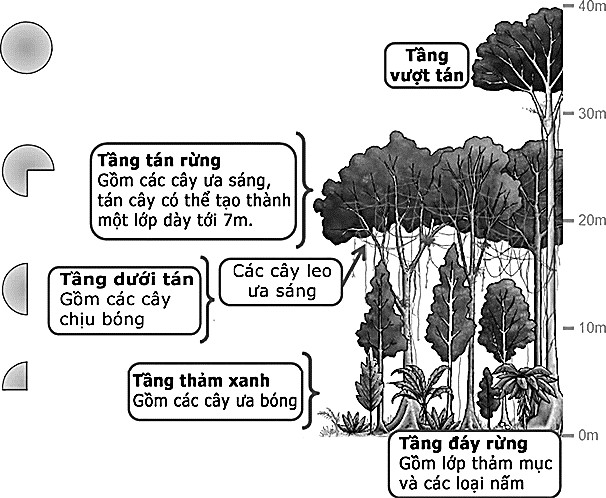 40m
Tầng
vượt tán
30m
Tầng tán rừng
Gồm các cây ưa sáng,
tán cây có thể tạo thành
một lớp dày tới 7m.
20m
Tầng dưới tán
Gồm các cây
chịu bóng
Các cây leo
ưa sáng
10m
Tầng thảm xanh
Gồm các cây ưa bóng
0m
Tầng đáy rừng
Gồm lớp thảm mục
và các loại nấm